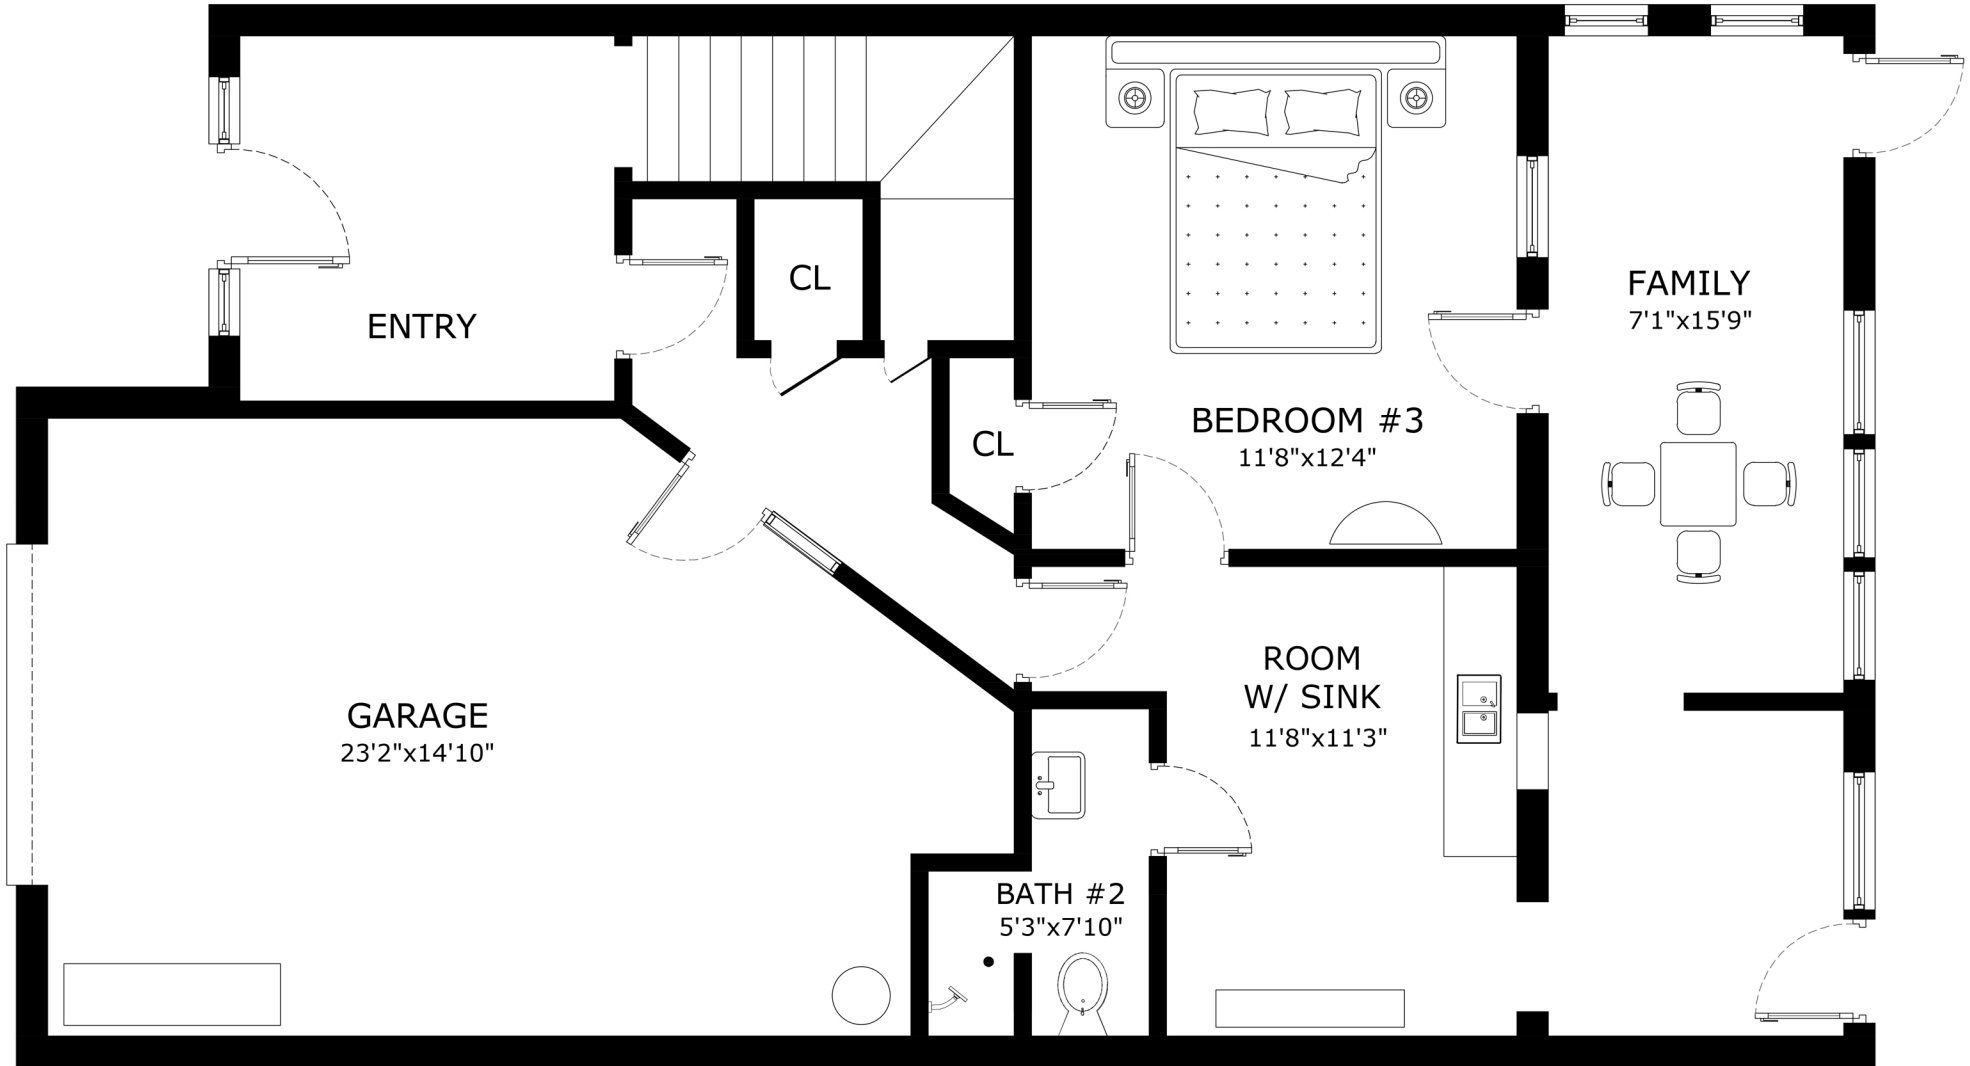 ENTRY
CL
CL
BEDROOM #3
11'8"x12'4"
FAMILY
7'1"x15'9"
GARAGE
23'2"x14'10"
ROOM
W/ SINK
11'8"x11'3"
BATH #2
5'3"x7'10"